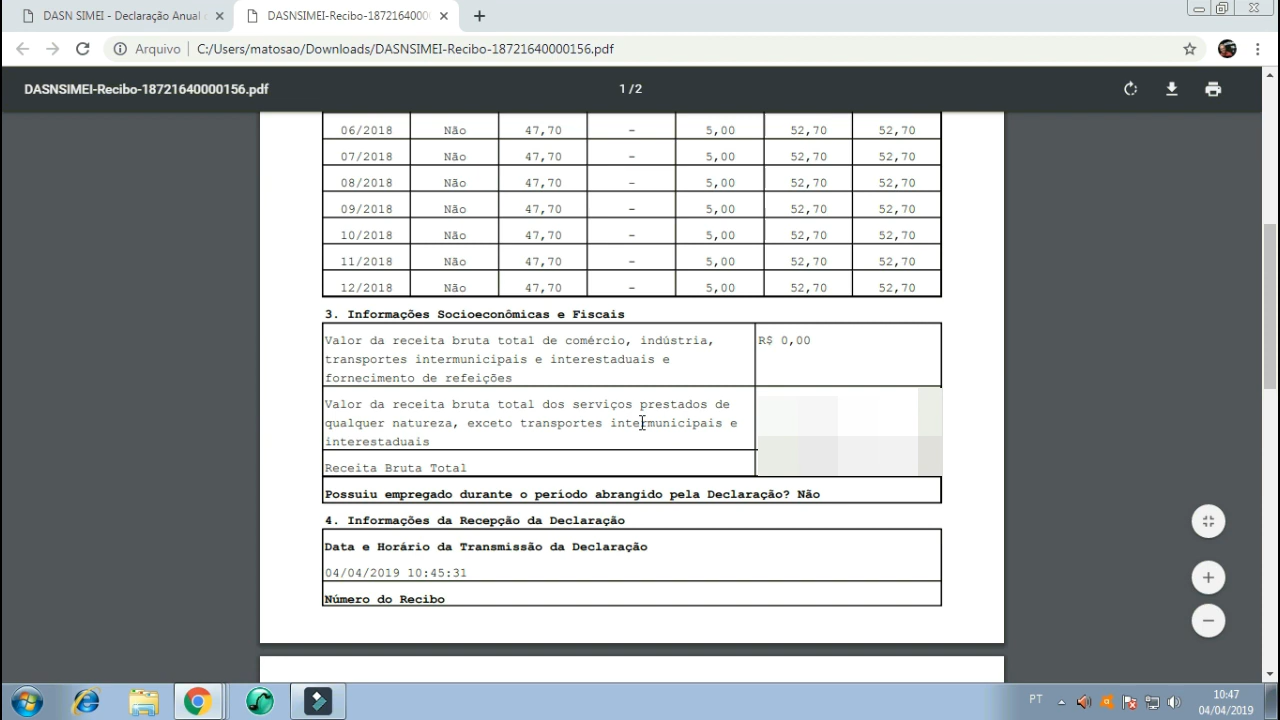 DASN SIMEI - Declaração Anual
DASNSIMEI-Recibo-18721640000
Arquivo
C:/Users/matosao/Downloads/DASNSIMEI-Recibo-18721640000156.pdf
DASNSIMEI-Recibo-18721640000156.pdf
1 / 2
06/2018 Não 47,70 - 5,00 52,70 52,70
07/2018 Não 47,70 - 5,00 52,70 52,70
08/2018 Não 47,70 - 5,00 52,70 52,70
09/2018 Não 47,70 - 5,00 52,70 52,70
10/2018 Não 47,70 - 5,00 52,70 52,70
11/2018 Não 47,70 - 5,00 52,70 52,70
12/2018 Não 47,70 - 5,00 52,70 52,70
3. Informações Socioeconômicas e Fiscais
Valor da receita bruta total de comércio, indústria, R$ 0,00
transportes intermunicipais e interestaduais e
fornecimento de refeições
Valor da receita bruta total dos serviços prestados de
qualquer natureza, exceto transportes intermunicipais e
interestaduais
Receita Bruta Total
Possuiu empregado durante o período abrangido pela Declaração? Não
4. Informações da Recepção da Declaração
Data e Horário da Transmissão da Declaração
04/04/2019 10:45:31
Número do Recibo
PT
10:47
04/04/2019